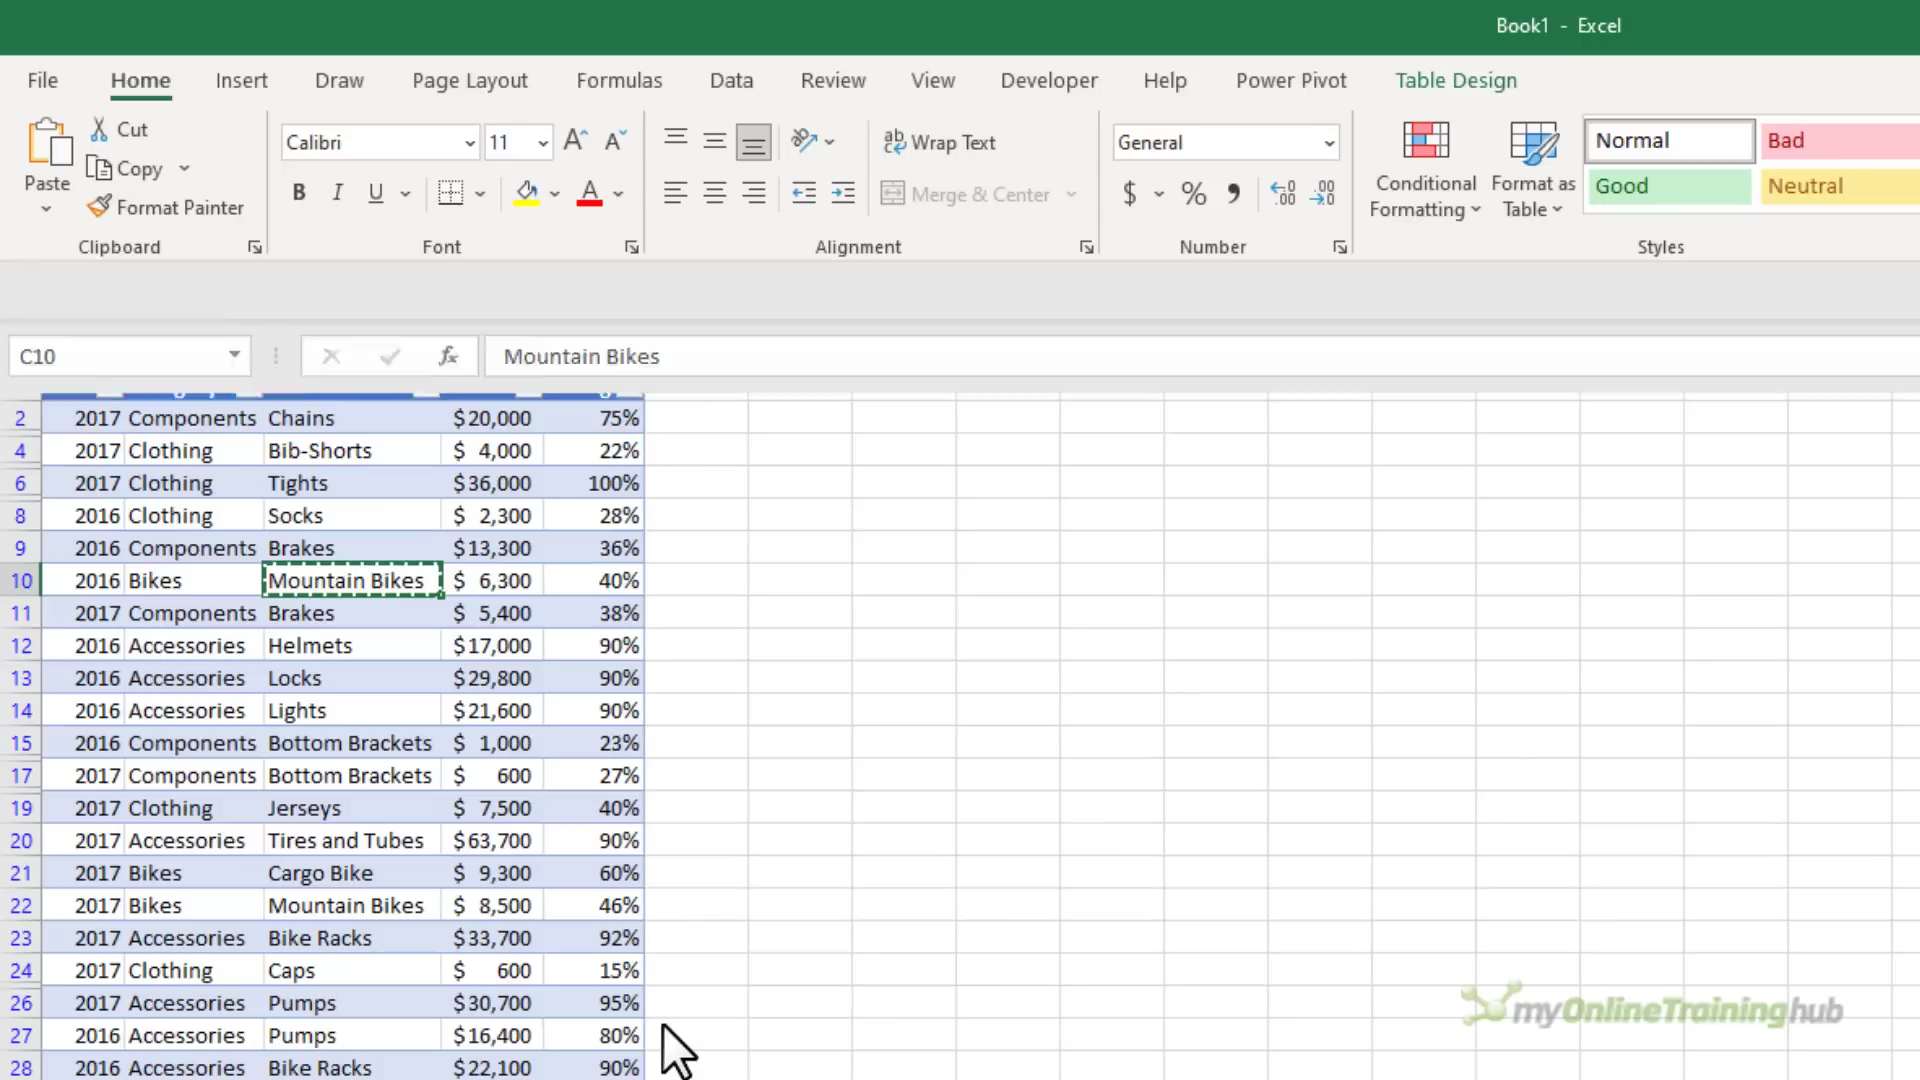 Book1 - Excel
File Home Insert Draw Page Layout Formulas Data Review View Developer Help Power Pivot Table Design
Paste
Cut
Copy
Format Painter
Clipboard
Calibri 11
B I U
Font
Wrap Text
Merge & Center
Alignment
General
$ % 9
Number
Conditional Formatting
Format as Table
Normal Bad
Good Neutral
Styles
C10 fx Mountain Bikes
2 2017 Components Chains $20,000 75%
4 2017 Clothing Bib-Shorts $ 4,000 22%
6 2017 Clothing Tights $36,000 100%
8 2016 Clothing Socks $ 2,300 28%
9 2016 Components Brakes $13,300 36%
10 2016 Bikes Mountain Bikes $ 6,300 40%
11 2017 Components Brakes $ 5,400 38%
12 2016 Accessories Helmets $17,000 90%
13 2016 Accessories Locks $29,800 90%
14 2016 Accessories Lights $21,600 90%
15 2016 Components Bottom Brackets $ 1,000 23%
17 2017 Components Bottom Brackets $ 600 27%
19 2017 Clothing Jerseys $ 7,500 40%
20 2017 Accessories Tires and Tubes $63,700 90%
21 2017 Bikes Cargo Bike $ 9,300 60%
22 2017 Bikes Mountain Bikes $ 8,500 46%
23 2017 Accessories Bike Racks $33,700 92%
24 2017 Clothing Caps $ 600 15%
26 2017 Accessories Pumps $30,700 95%
27 2016 Accessories Pumps $16,400 80%
28 2016 Accessories Bike Racks $22,100 90%
myOnlineTraininghub